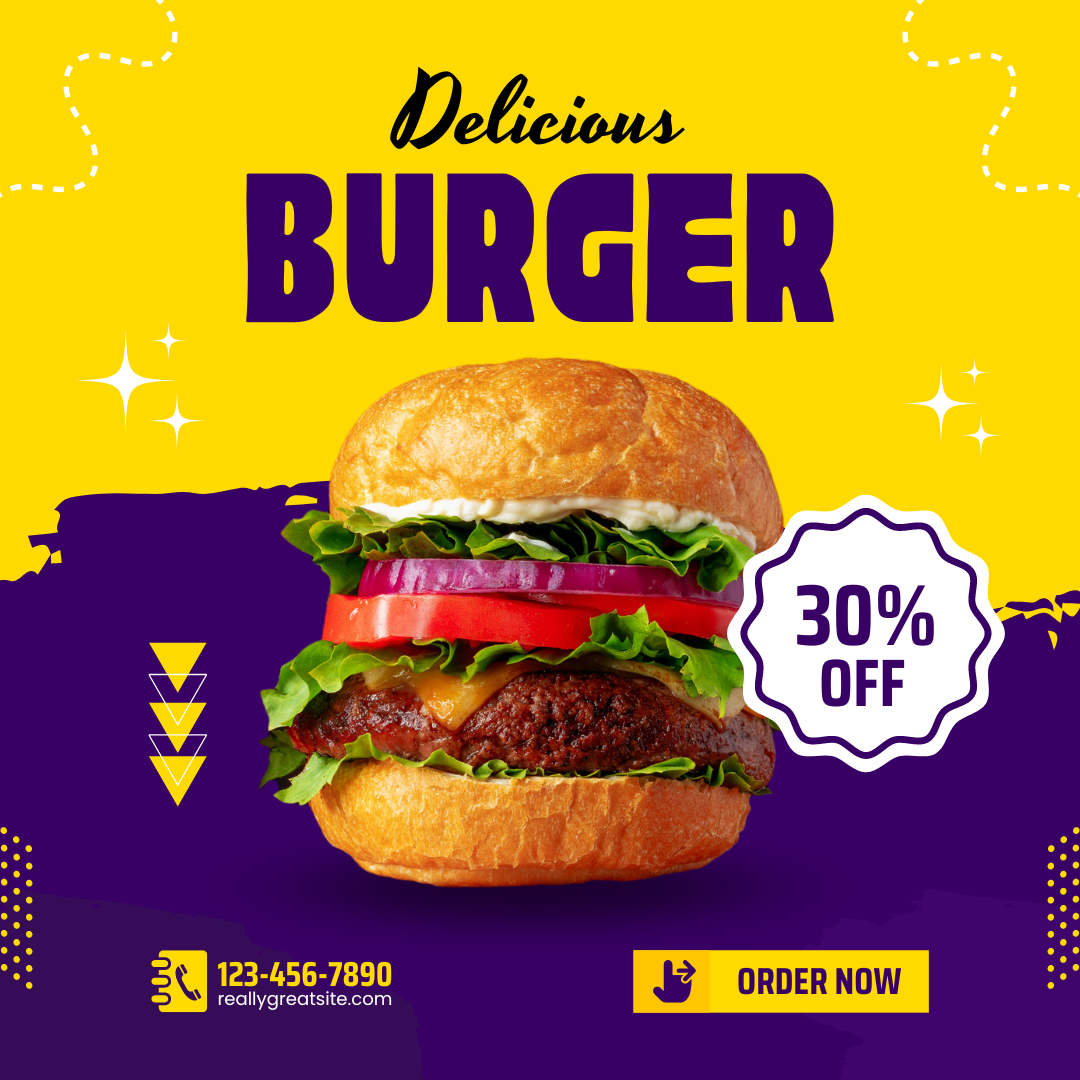 Delicious
BURGER
30%
OFF
123-456-7890
reallygreatsite.com
ORDER NOW